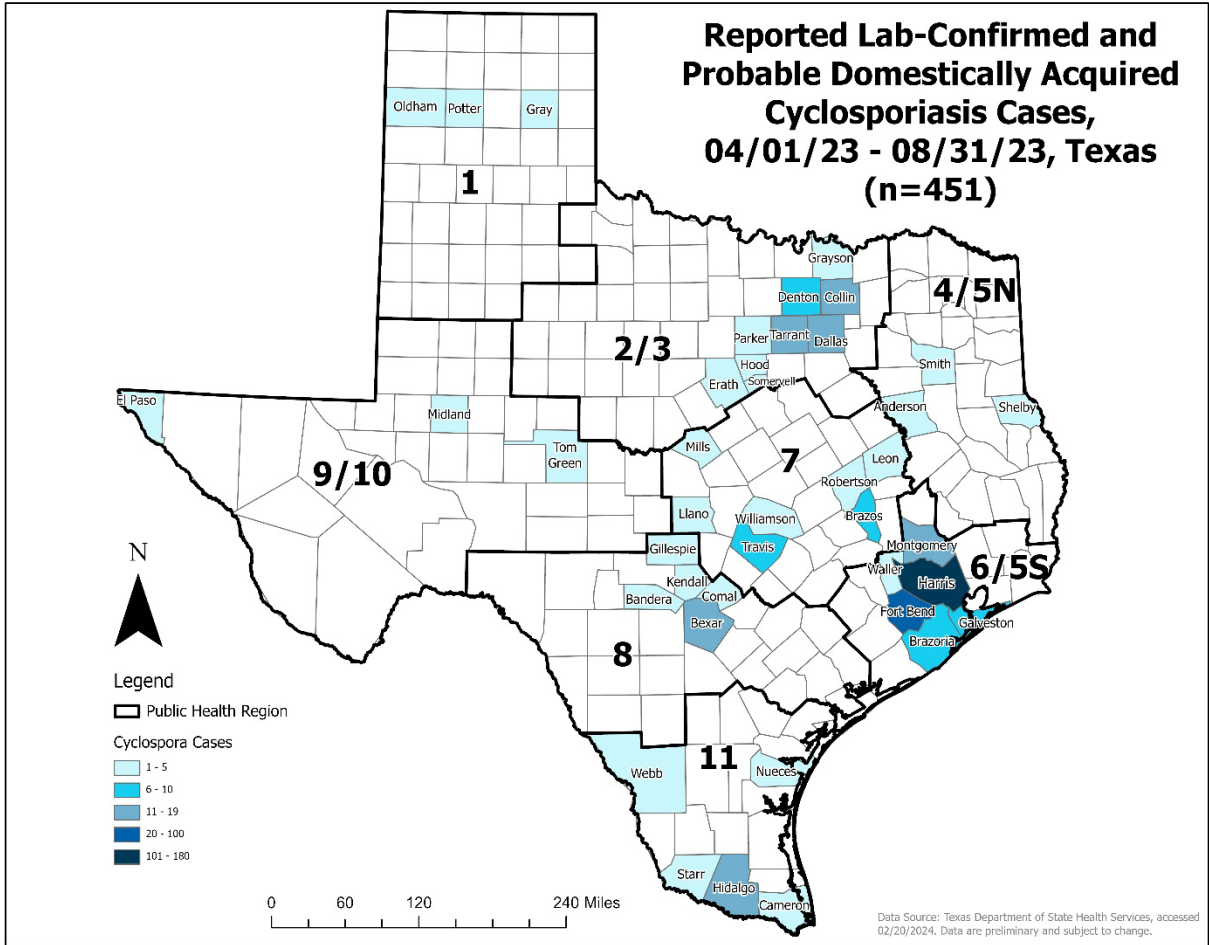 Reported Lab-Confirmed and
Probable Domestically Acquired
Cyclosporiasis Cases,
04/01/23 - 08/31/23, Texas
(n=451)
Oldham
Potter
Gray
1
Grayson
4/5N
Denton
Collin
Parker
Tarrant
Dallas
2/3
Hood
Somervell
Erath
Smith
El Paso
Midland
Anderson
Shelby
Tom
Green
9/10
Mills
7
Leon
Robertson
Llano
Williamson
Brazos
Travis
Montgomery
6/5S
Gillespie
Waller
Harris
Kendall
Bandera
Comal
Fort Bend
Galveston
Bexar
Brazoria
8
N
Legend
Public Health Region
Cyclospora Cases
1 - 5
6 - 10
11 - 19
20 - 100
101 - 180
Webb
11
Nueces
Starr
Hidalgo
Cameron
0 60 120 240 Miles
Data Source: Texas Department of State Health Services, accessed
02/20/2024. Data are preliminary and subject to change.